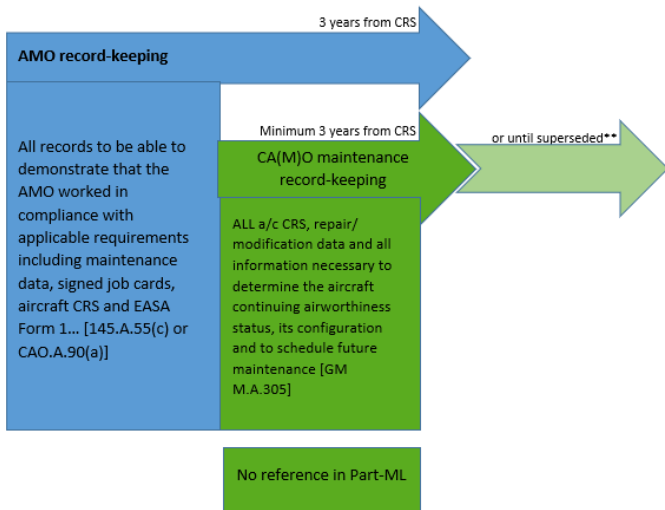 3 years from CRS
AMO record-keeping
Minimum 3 years from CRS
or until superseded**
CA(M)O maintenance
record-keeping
All records to be able to
demonstrate that the
AMO worked in
compliance with
applicable requirements
including maintenance
data, signed job cards,
aircraft CRS and EASA
Form 1... [145.A.55(c) or
CAO.A.90(a)]
ALL a/c CRS, repair/
modification data and all
information necessary to
determine the aircraft
continuing airworthiness
status, its configuration
and to schedule future
maintenance [GM
M.A.305]
No reference in Part-ML